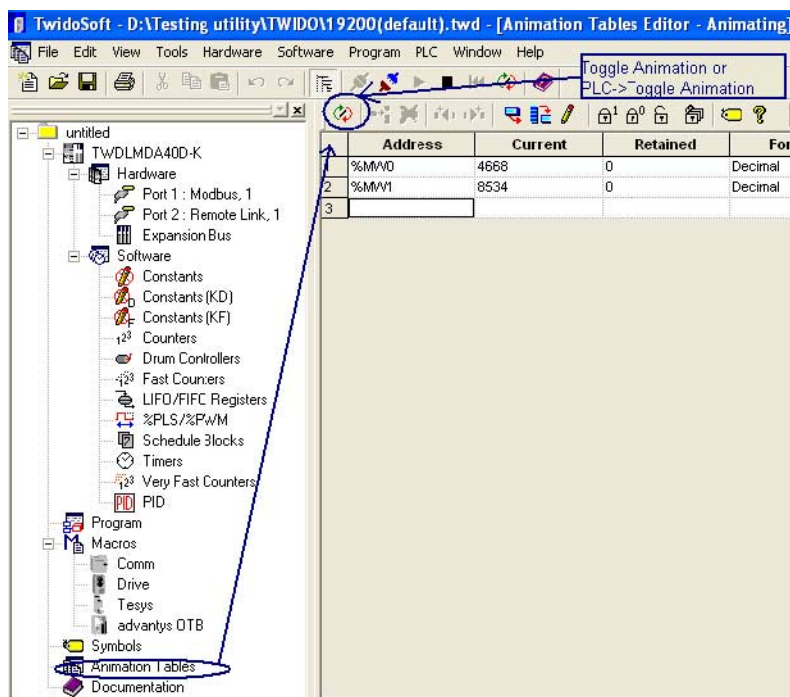 TwidoSoft - D:\Testing utility\TWIDO\19200(default).twd - [Animation Tables Editor - Animating]
File Edit View Tools Hardware Software Program PLC Window Help
Toggle Animation or
PLC->Toggle Animation
Address Current Retained For
1 %MW0 4668 0 Decimal
2 %MW1 8534 0 Decimal
3
untitled
TWDLMDA40D-K
Hardware
Port 1 : Modbus, 1
Port 2 : Remote Link, 1
Expansion Bus
Software
Constants
Constants (KD)
Constants (KF)
Counters
Drum Controllers
Fast Counters
LIFO/FIFO Registers
%PLS/%PWM
Schedule Blocks
Timers
Very Fast Counters
PID PID
Program
Macros
Comm
Drive
Tesys
advantys OTB
Symbols
Animation Tables
Documentation